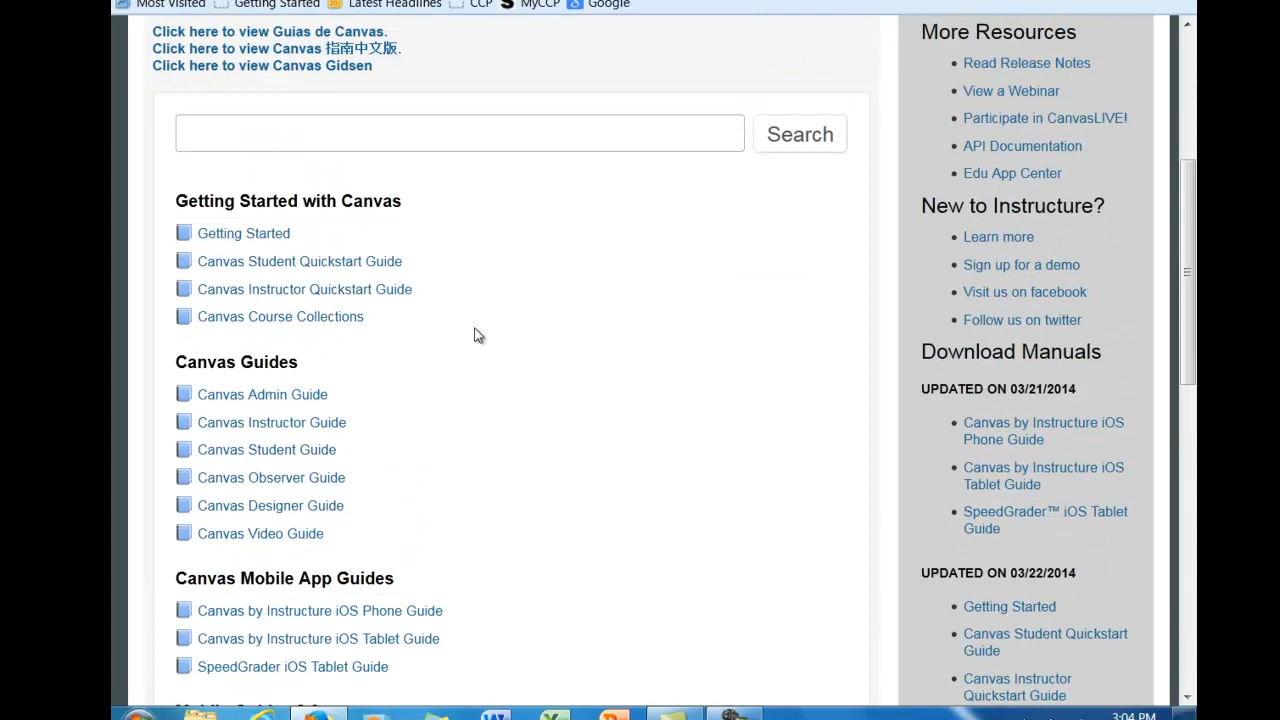 Most Visited Getting Started Latest Headlines CCP MyCCP Google
Click here to view Guias de Canvas.
Click here to view Canvas 指南中文版.
Click here to view Canvas Gidsen
Search
Getting Started with Canvas
Getting Started
Canvas Student Quickstart Guide
Canvas Instructor Quickstart Guide
Canvas Course Collections
Canvas Guides
Canvas Admin Guide
Canvas Instructor Guide
Canvas Student Guide
Canvas Observer Guide
Canvas Designer Guide
Canvas Video Guide
Canvas Mobile App Guides
Canvas by Instructure iOS Phone Guide
Canvas by Instructure iOS Tablet Guide
SpeedGrader iOS Tablet Guide
More Resources
Read Release Notes
View a Webinar
Participate in CanvasLIVE!
API Documentation
Edu App Center
New to Instructure?
Learn more
Sign up for a demo
Visit us on facebook
Follow us on twitter
Download Manuals
UPDATED ON 03/21/2014
Canvas by Instructure iOS
Phone Guide
Canvas by Instructure iOS
Tablet Guide
SpeedGrader™ iOS Tablet
Guide
UPDATED ON 03/22/2014
Getting Started
Canvas Student Quickstart
Guide
Canvas Instructor
Quickstart Guide
3:04 PM